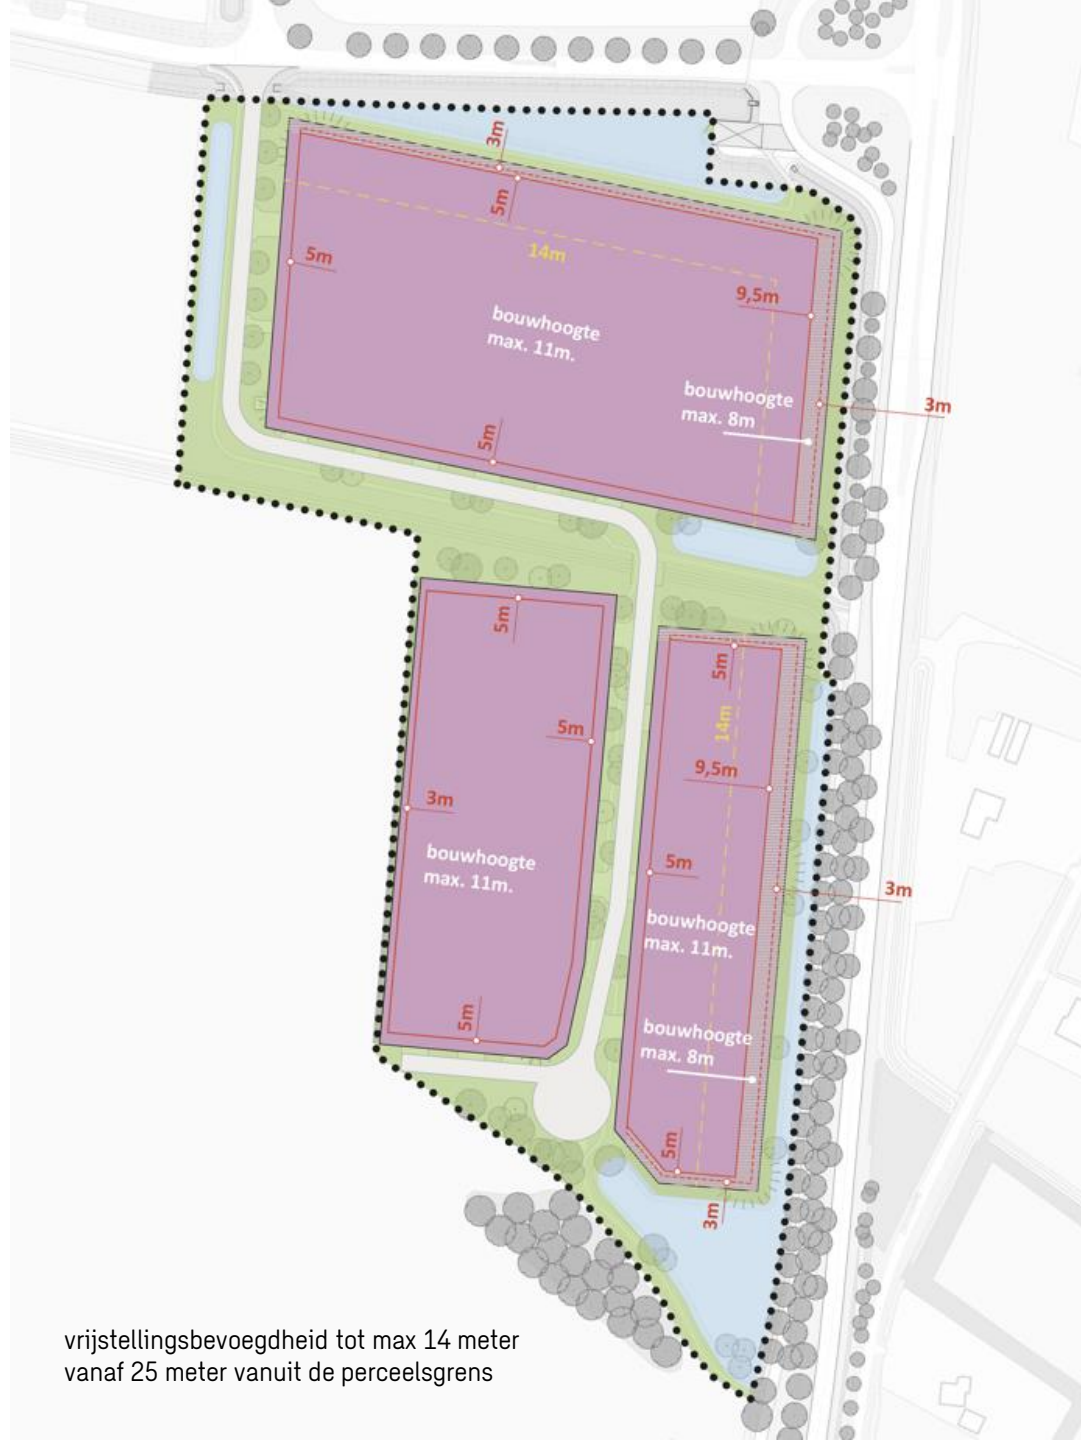 3m
5m
14m
5m
9,5m
bouwhoogte
max. 11m.
bouwhoogte
max. 8m
3m
5m
5m
5m
14m
5m
9,5m
3m
bouwhoogte
max. 11m.
5m
3m
bouwhoogte
max. 11m.
5m
bouwhoogte
max. 8m
5m
3m
vrijstellingsbevoegdheid tot max 14 meter
vanaf 25 meter vanuit de perceelsgrens